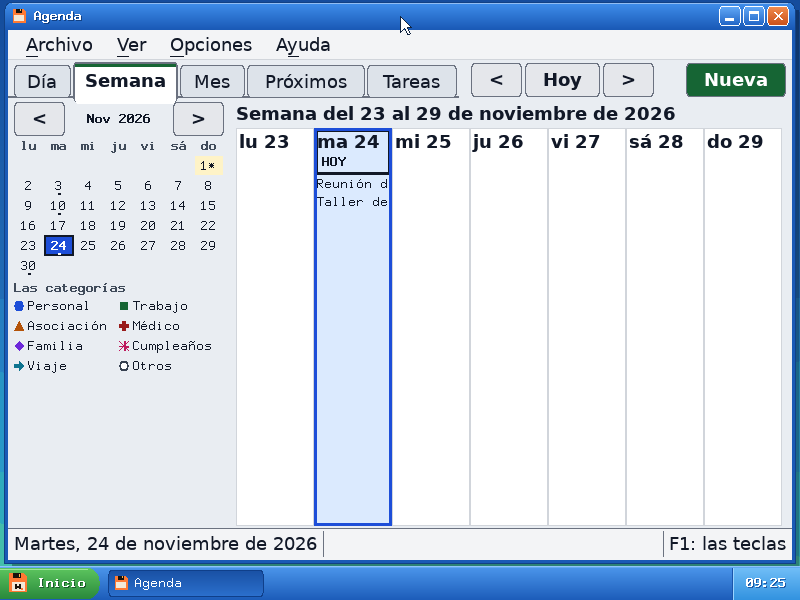 Agenda
Archivo Ver Opciones Ayuda
Día Semana Mes Próximos Tareas < Hoy > Nueva
< Nov 2026 >
lu ma mi ju vi sá do
1*
2 3 4 5 6 7 8
9 10 11 12 13 14 15
16 17 18 19 20 21 22
23 24 25 26 27 28 29
30
Las categorías
Personal Trabajo
Asociación Médico
Familia Cumpleaños
Viaje Otros
Semana del 23 al 29 de noviembre de 2026
lu 23 ma 24 mi 25 ju 26 vi 27 sá 28 do 29
HOY
Reunión d
Taller de
Martes, 24 de noviembre de 2026 F1: las teclas
Inicio Agenda 09:25